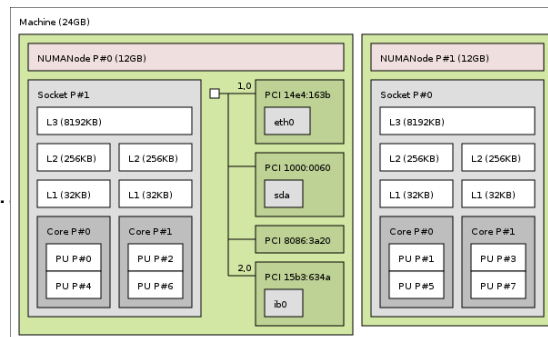 Machine (24GB)
NUMANode P#0 (12GB)
Socket P#1
L3 (8192KB)
L2 (256KB) L2 (256KB)
L1 (32KB) L1 (32KB)
Core P#0 Core P#1
PU P#0 PU P#2
PU P#4 PU P#6
1,0
PCI 14e4:163b
eth0
PCI 1000:0060
sda
PCI 8086:3a20
2,0
PCI 15b3:634a
ib0
NUMANode P#1 (12GB)
Socket P#0
L3 (8192KB)
L2 (256KB) L2 (256KB)
L1 (32KB) L1 (32KB)
Core P#0 Core P#1
PU P#1 PU P#3
PU P#5 PU P#7